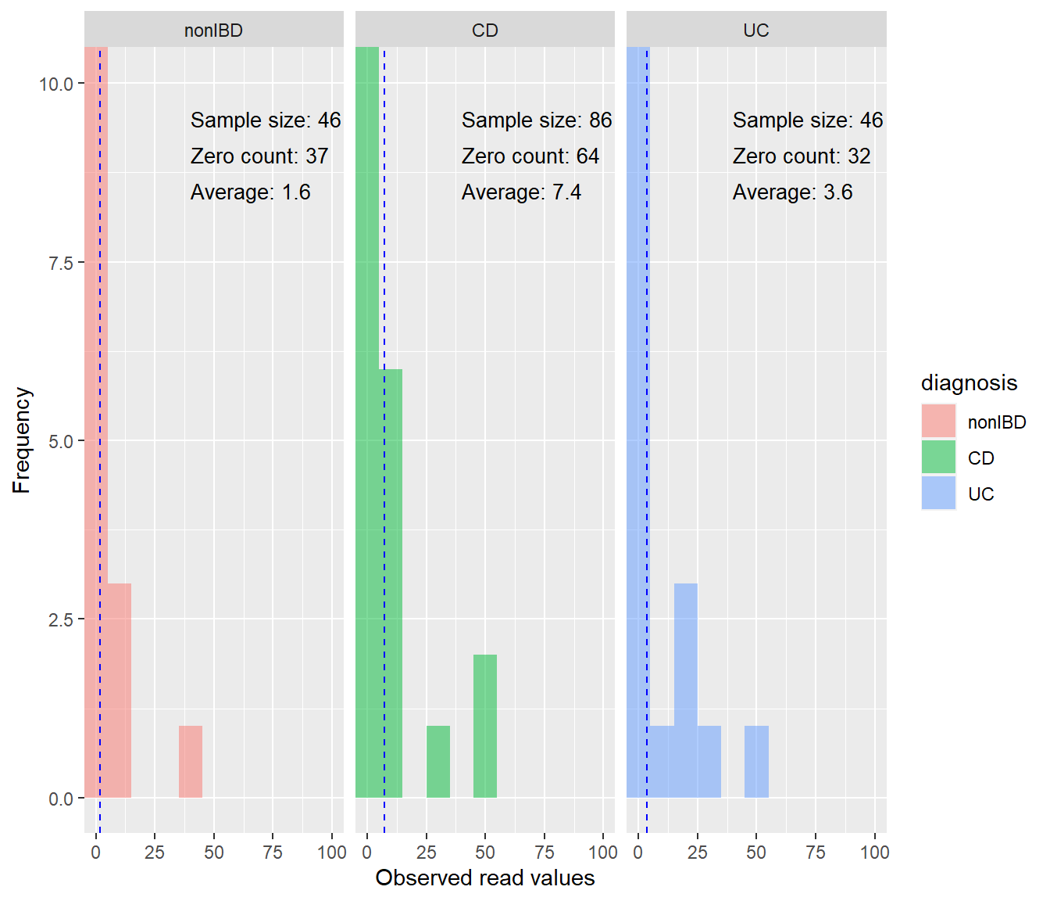 nonIBD CD UC
10.0
Sample size: 46 Sample size: 86 Sample size: 46
Zero count: 37 Zero count: 64 Zero count: 32
Average: 1.6 Average: 7.4 Average: 3.6
7.5
5.0
2.5
0.0
Frequency
0 25 50 75 100 0 25 50 75 100 0 25 50 75 100
Observed read values
diagnosis
nonIBD
CD
UC